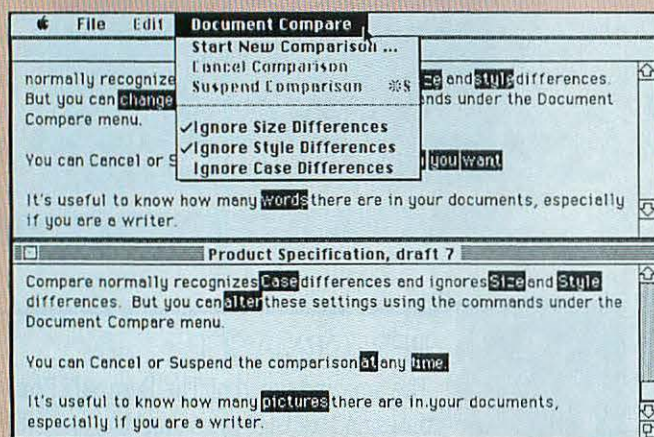 File Edit Document Compare
Start New Comparison ...
Cancel Comparison
Suspend Comparison ⌘S
✓Ignore Size Differences
✓Ignore Style Differences
Ignore Case Differences
normally recognize and style differences.
But you can change nds under the Document
Compare menu.
You can Cancel or S you want
It's useful to know how many words there are in your documents, especially
if you are a writer.
Product Specification, draft 7
Compare normally recognizes Case differences and ignores Size and Style
differences. But you can alter these settings using the commands under the
Document Compare menu.
You can Cancel or Suspend the comparison at any time.
It's useful to know how many pictures there are in your documents,
especially if you are a writer.